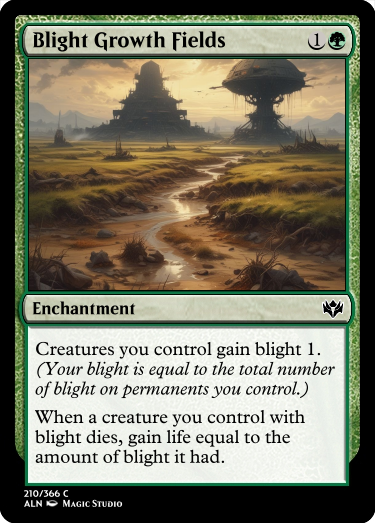 Blight Growth Fields 1
Enchantment
Creatures you control gain blight 1.
(Your blight is equal to the total number
of blight on permanents you control.)
When a creature you control with
blight dies, gain life equal to the
amount of blight it had.
210/366 C
ALN Magic Studio